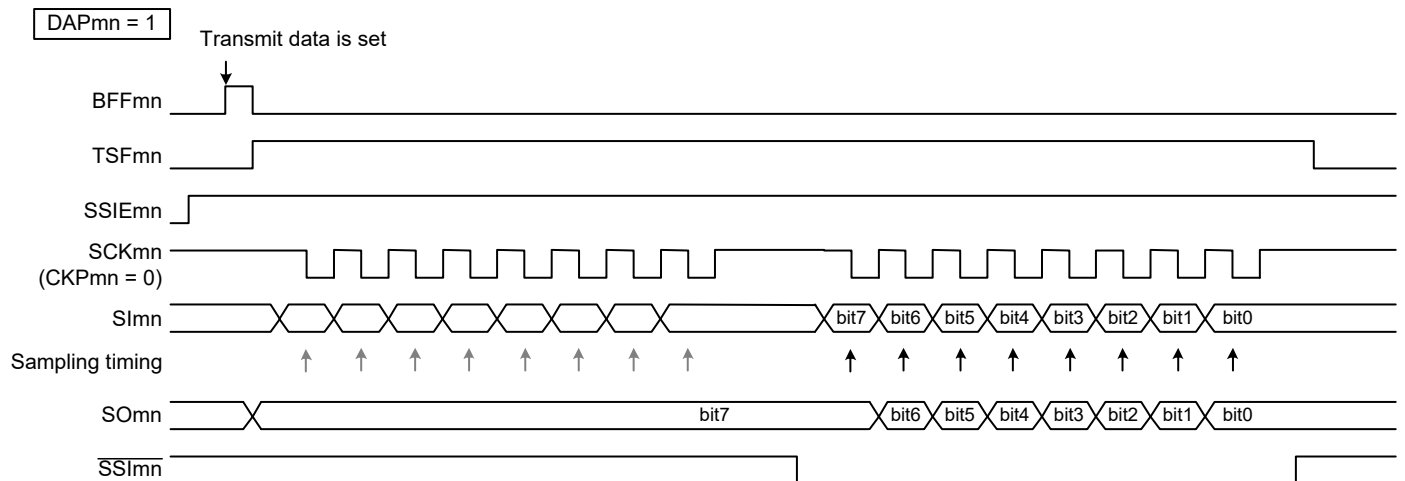 DAPmn = 1
Transmit data is set
BFFmn
TSFmn
SSIEmn
SCKmn
(CKPmn = 0)
SImn bit7 bit6 bit5 bit4 bit3 bit2 bit1 bit0
Sampling timing
SOmn bit7 bit6 bit5 bit4 bit3 bit2 bit1 bit0
SSImn